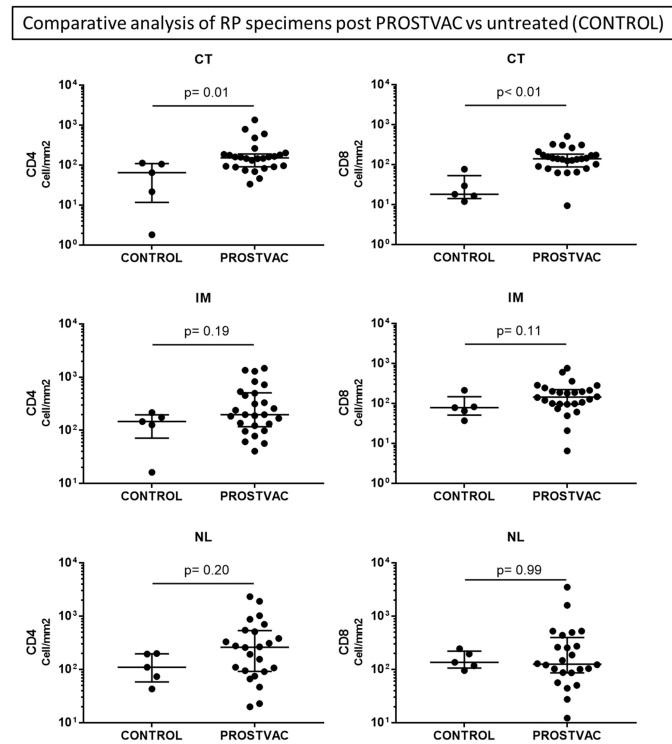 Comparative analysis of RP specimens post PROSTVAC vs untreated (CONTROL)
CT
p= 0.01
CD4
Cell/mm2
10⁴
10³
10²
10¹
10⁰
CONTROL PROSTVAC
CT
p< 0.01
CD8
Cell/mm2
10⁴
10³
10²
10¹
10⁰
CONTROL PROSTVAC
IM
p= 0.19
CD4
Cell/mm2
10⁴
10³
10²
10¹
CONTROL PROSTVAC
IM
p= 0.11
CD8
Cell/mm2
10⁴
10³
10²
10¹
10⁰
CONTROL PROSTVAC
NL
p= 0.20
CD4
Cell/mm2
10⁴
10³
10²
10¹
CONTROL PROSTVAC
NL
p= 0.99
CD8
Cell/mm2
10⁴
10³
10²
10¹
CONTROL PROSTVAC